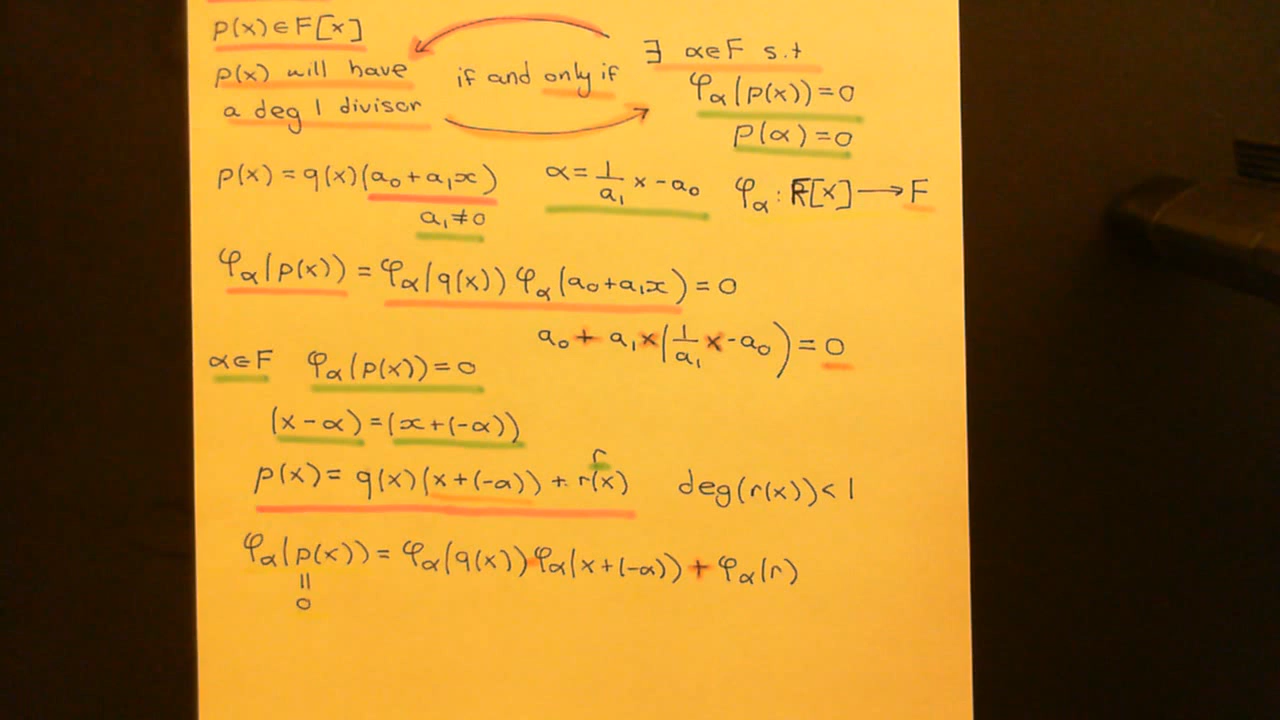 p(x)∈F[x]
p(x) will have
a deg 1 divisor
if and only if
∃ α∈F s.t
φα(p(x))=0
p(α)=0
p(x)=q(x)(a₀+a₁x)
a₁≠0
α=1/a₁ × -a₀
φα: F[x]→F
φα(p(x))=φα(q(x))φα(a₀+a₁x)=0
a₀ + a₁×(1/a₁ × -a₀)=0
α∈F φα(p(x))=0
(x-α)=(x+(-α))
r
p(x)=q(x)(x+(-α))+r(x) deg(r(x))<1
φα(p(x))=φα(q(x))·φα(x+(-α))+φα(r)
=
0